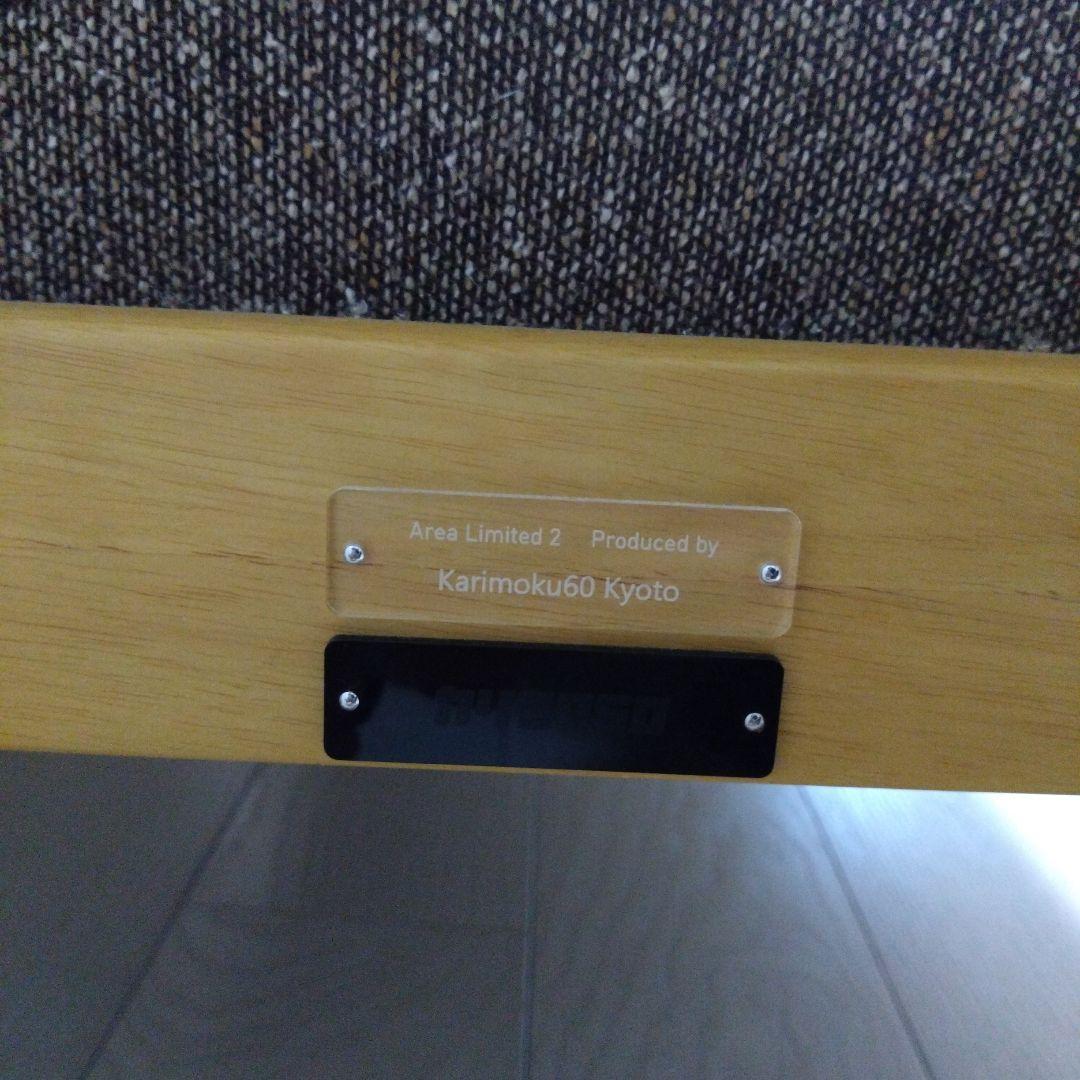 Area Limited 2 Produced by
Karimoku60 Kyoto